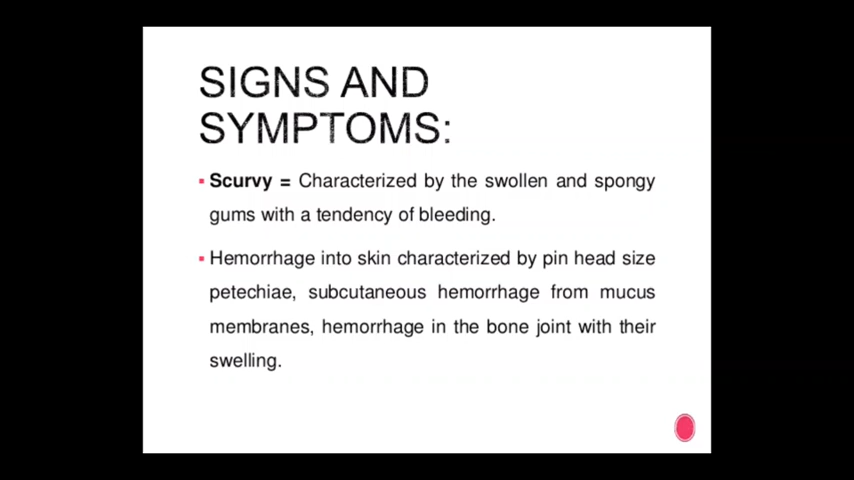 SIGNS AND
SYMPTOMS:
▪ Scurvy = Characterized by the swollen and spongy
gums with a tendency of bleeding.
▪ Hemorrhage into skin characterized by pin head size
petechiae, subcutaneous hemorrhage from mucus
membranes, hemorrhage in the bone joint with their
swelling.